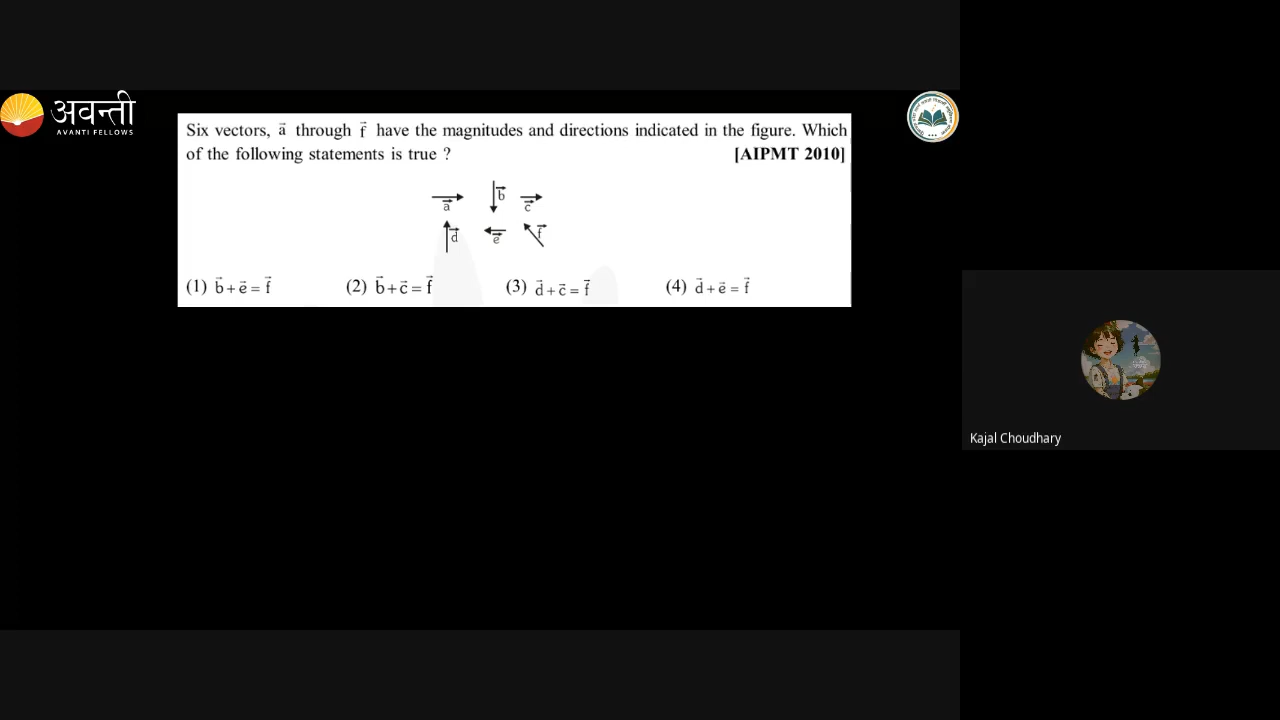 अवन्ती
AVANTI FELLOWS
Six vectors, a⃗ through f⃗ have the magnitudes and directions indicated in the figure. Which
of the following statements is true ? [AIPMT 2010]
a⃗ b⃗ c⃗
d⃗ e⃗ f⃗
(1) b⃗ + e⃗ = f⃗ (2) b⃗ + c⃗ = f⃗ (3) d⃗ + c⃗ = f⃗ (4) d⃗ + e⃗ = f⃗
Kajal Choudhary